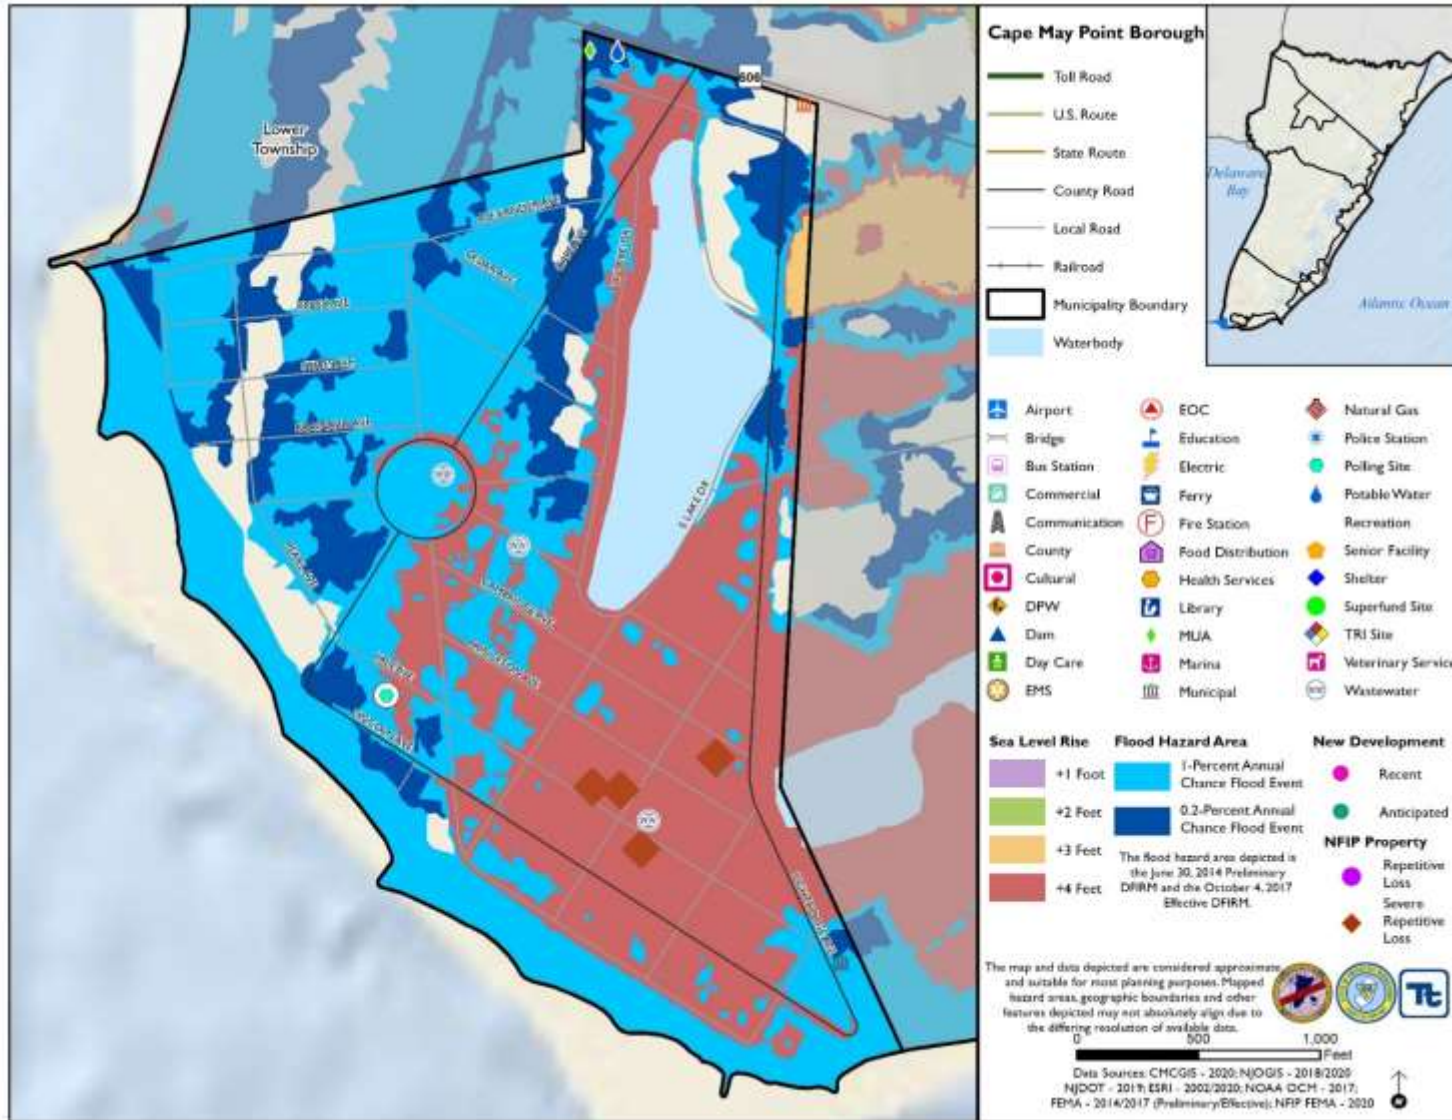 606
Lower
Township
E LAKE DR
Cape May Point Borough
Toll Road
U.S. Route
State Route
County Road
Local Road
Railroad
Municipality Boundary
Waterbody
Delaware
Bay
Atlantic Ocean
Airport
Bridge
Bus Station
Commercial
Communication
County
Cultural
DPW
Dam
Day Care
EMS
EOC
Education
Electric
Ferry
F Fire Station
Food Distribution
Health Services
Library
MUA
Marina
Municipal
Natural Gas
Police Station
Polling Site
Potable Water
Recreation
Senior Facility
Shelter
Superfund Site
TRI Site
Veterinary Service
WW Wastewater
Sea Level Rise
+1 Foot
+2 Feet
+3 Feet
+4 Feet
Flood Hazard Area
1-Percent Annual
Chance Flood Event
0.2-Percent Annual
Chance Flood Event
The flood hazard area depicted is
the June 30, 2014 Preliminary
DFIRM and the October 4, 2017
Effective DFIRM.
New Development
Recent
Anticipated
NFIP Property
Repetitive
Loss
Severe
Repetitive
Loss
The map and data depicted are considered approximate
and suitable for most planning purposes. Mapped
hazard areas, geographic boundaries and other
features depicted may not absolutely align due to
the differing resolution of available data.
Tt
0 500 1,000
Feet
Data Sources: CMCGIS - 2020; NJOGIS - 2018/2020
NJDOT - 2019; ESRI - 2002/2020; NOAA OCM - 2017;
FEMA - 2014/2017 (Preliminary/Effective); NFIP FEMA - 2020